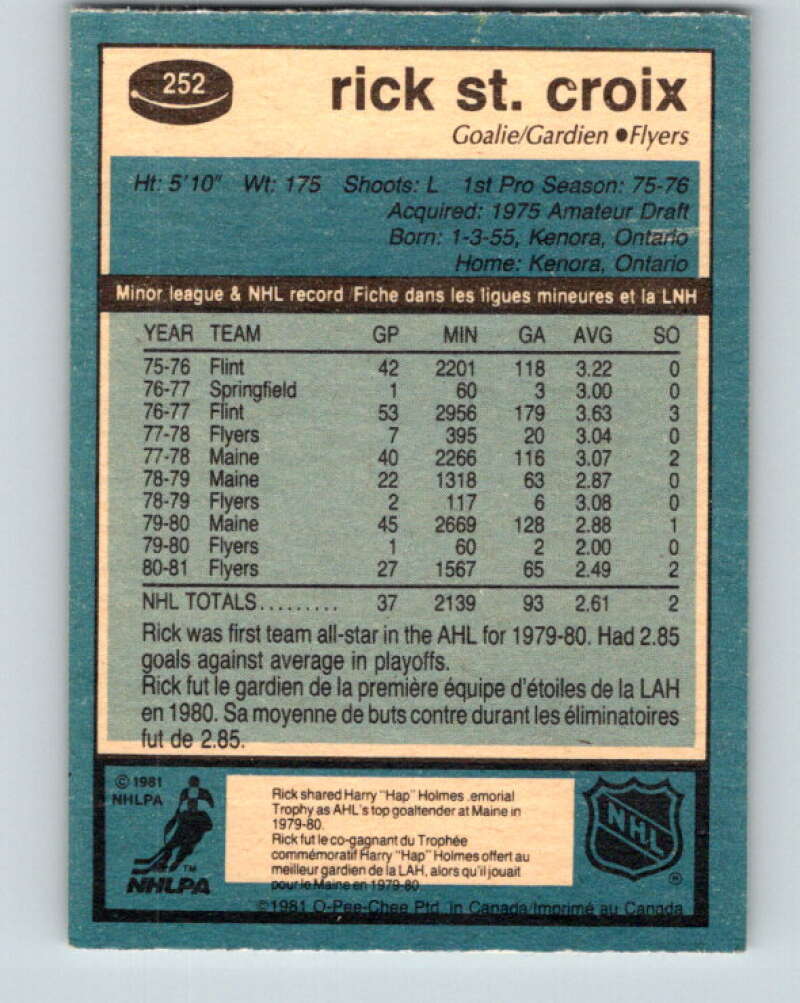 252
rick st. croix
Goalie/Gardien ●Flyers
Ht: 5'10" Wt: 175 Shoots: L 1st Pro Season: 75-76
Acquired: 1975 Amateur Draft
Born: 1-3-55, Kenora, Ontario
Home: Kenora, Ontario
Minor league & NHL record/Fiche dans les ligues mineures et la LNH
YEAR TEAM GP MIN GA AVG SO
75-76 Flint 42 2201 118 3.22 0
76-77 Springfield 1 60 3 3.00 0
76-77 Flint 53 2956 179 3.63 3
77-78 Flyers 7 395 20 3.04 0
77-78 Maine 40 2266 116 3.07 2
78-79 Maine 22 1318 63 2.87 0
78-79 Flyers 2 117 6 3.08 0
79-80 Maine 45 2669 128 2.88 1
79-80 Flyers 1 60 2 2.00 0
80-81 Flyers 27 1567 65 2.49 2
NHL TOTALS......... 37 2139 93 2.61 2
Rick was first team all-star in the AHL for 1979-80. Had 2.85
goals against average in playoffs.
Rick fut le gardien de la première équipe d'étoiles de la LAH
en 1980. Sa moyenne de buts contre durant les éliminatoires
fut de 2.85.
© 1981
NHLPA
TM
NHLPA
Rick shared Harry "Hap" Holmes .emorial
Trophy as AHL's top goaltender at Maine in
1979-80.
Rick fut le co-gagnant du Trophée
commémoratif Harry "Hap" Holmes offert au
meilleur gardien de la LAH, alors qu'il jouait
pour le Maine en 1979-80
NHL
®
©1981 O-Pee-Chee Ptd. in Canada/Imprimé au Canada